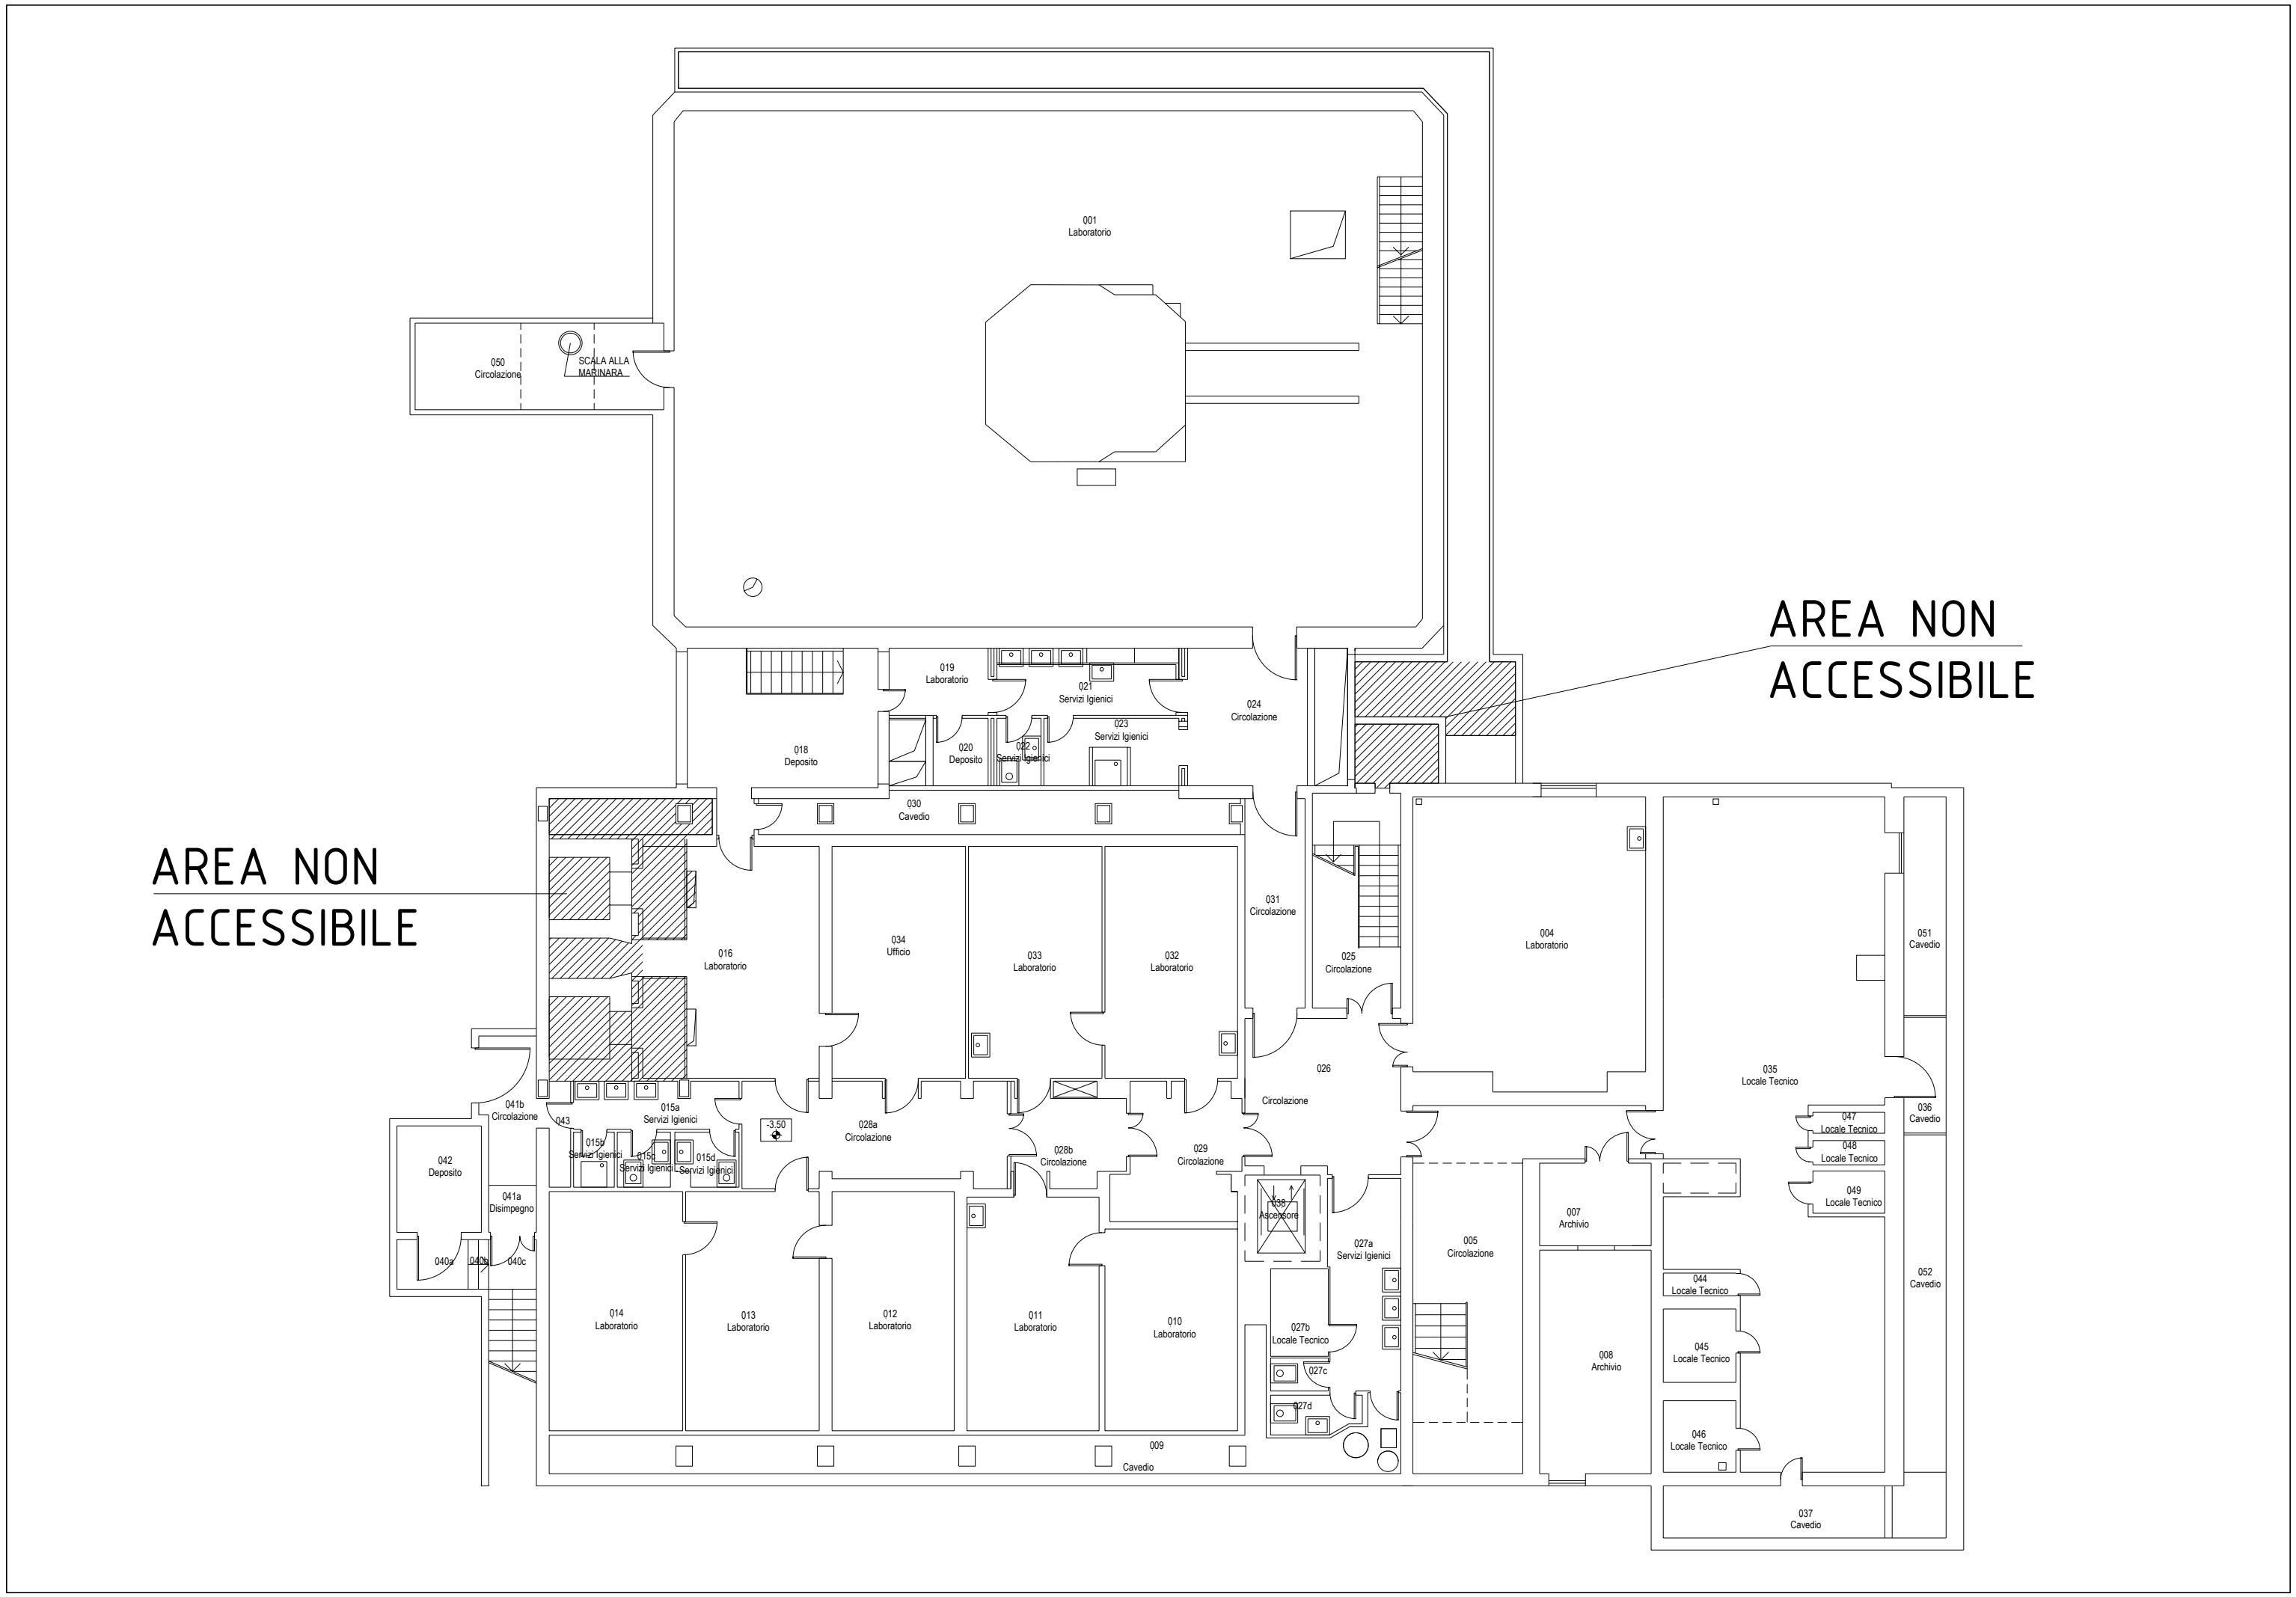 001
Laboratorio
050
Circolazione
SCALA ALLA
MARINARA
AREA NON
ACCESSIBILE
019
Laboratorio
021
Servizi Igienici
024
Circolazione
023
Servizi Igienici
018
Deposito
020
Deposito
022
Servizi Igienici
030
Cavedio
AREA NON
ACCESSIBILE
016
Laboratorio
034
Ufficio
033
Laboratorio
032
Laboratorio
031
Circolazione
025
Circolazione
004
Laboratorio
051
Cavedio
026
Circolazione
035
Locale Tecnico
036
Cavedio
047
Locale Tecnico
048
Locale Tecnico
049
Locale Tecnico
041b
Circolazione
043
015a
Servizi Igienici
015b
Servizi Igienici
015c
Servizi Igienici
015d
Servizi Igienici
-3.50
028a
Circolazione
028b
Circolazione
029
Circolazione
042
Deposito
041a
Disimpegno
040a
040b
040c
038
Ascensore
027a
Servizi Igienici
005
Circolazione
007
Archivio
044
Locale Tecnico
052
Cavedio
014
Laboratorio
013
Laboratorio
012
Laboratorio
011
Laboratorio
010
Laboratorio
027b
Locale Tecnico
027c
027d
008
Archivio
045
Locale Tecnico
046
Locale Tecnico
009
Cavedio
037
Cavedio